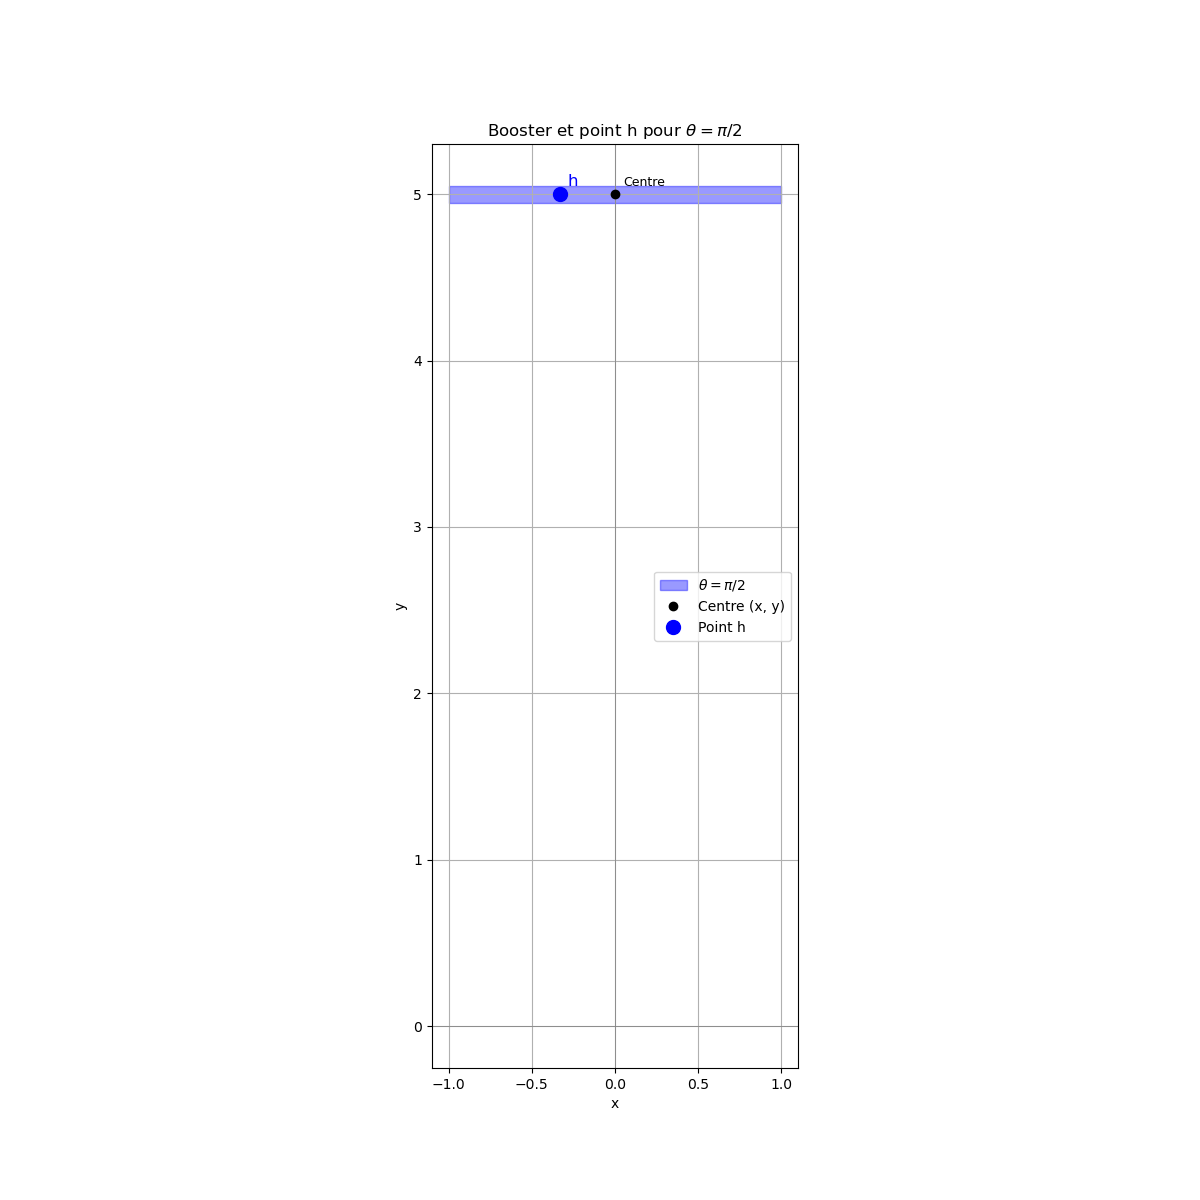 Booster et point h pour θ = π/2
h
Centre
5
4
3
2
1
0
y
θ = π/2
Centre (x, y)
Point h
−1.0
−0.5
0.0
0.5
1.0
x